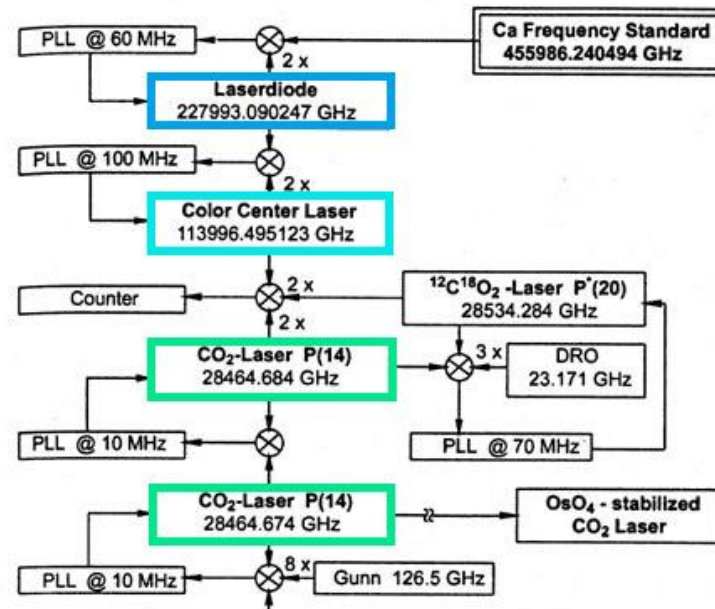 PLL @ 60 MHz
Ca Frequency Standard
455986.240494 GHz
2 x
Laserdiode
227993.090247 GHz
PLL @ 100 MHz
2 x
Color Center Laser
113996.495123 GHz
Counter
2 x
2 x
¹²C¹⁸O₂ -Laser P*(20)
28534.284 GHz
CO₂-Laser P(14)
28464.684 GHz
3 x
DRO
23.171 GHz
PLL @ 10 MHz
PLL @ 70 MHz
CO₂-Laser P(14)
28464.674 GHz
OsO₄ - stabilized
CO₂ Laser
PLL @ 10 MHz
8 x
Gunn 126.5 GHz